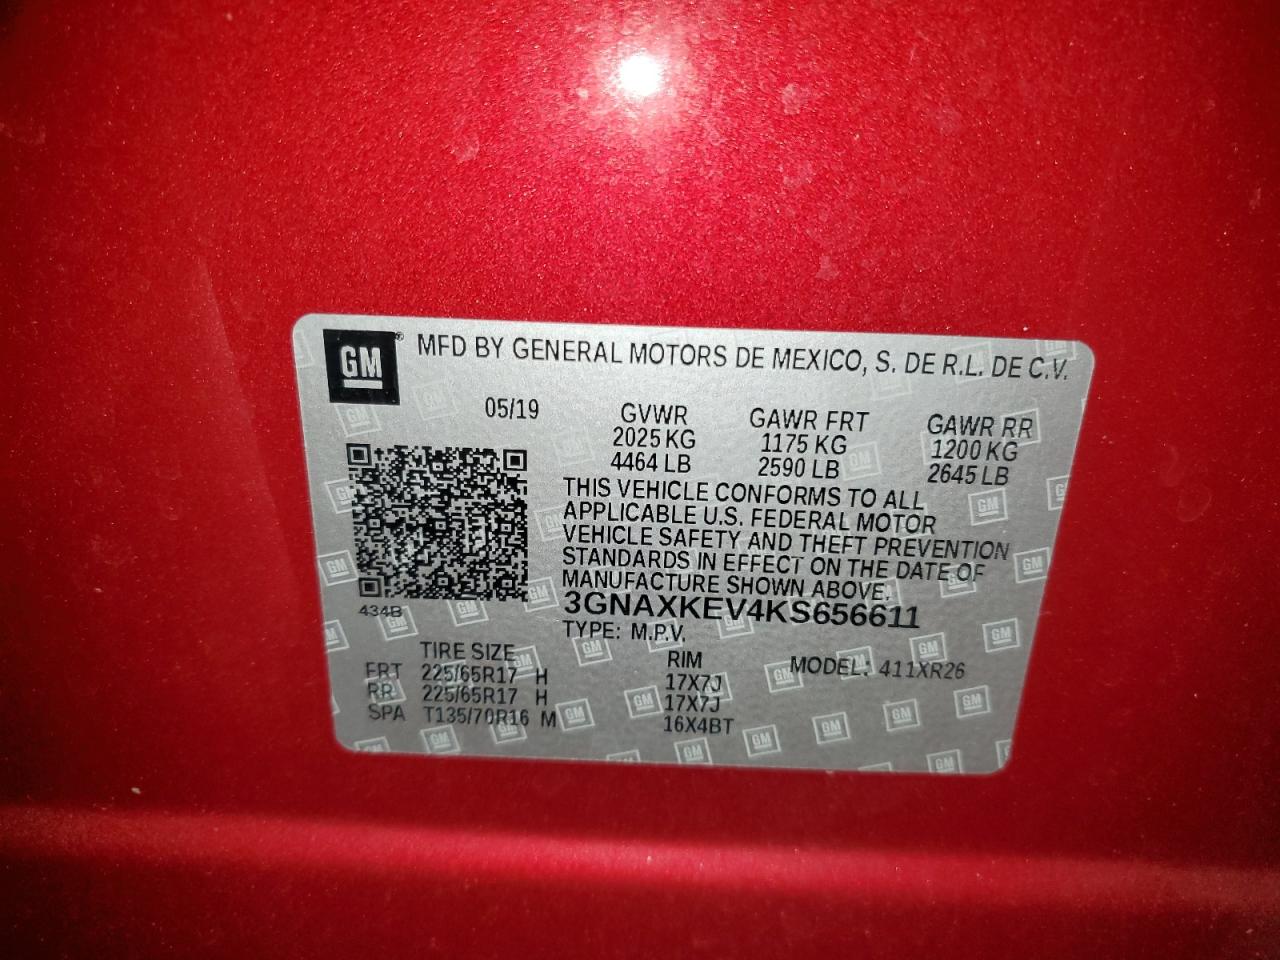 GM® MFD BY GENERAL MOTORS DE MEXICO, S. DE R.L. DE C.V.
05/19 GVWR GAWR FRT GAWR RR
2025 KG 1175 KG 1200 KG
4464 LB 2590 LB 2645 LB
THIS VEHICLE CONFORMS TO ALL
APPLICABLE U.S. FEDERAL MOTOR
VEHICLE SAFETY AND THEFT PREVENTION
STANDARDS IN EFFECT ON THE DATE OF
MANUFACTURE SHOWN ABOVE.
434B 3GNAXKEV4KS656611
TYPE: M.P.V.
TIRE SIZE RIM MODEL: 411XR26
FRT 225/65R17 H 17X7J
RR 225/65R17 H 17X7J
SPA T135/70R16 M 16X4BT